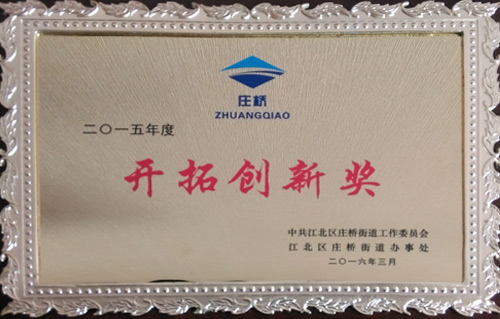 庄桥
ZHUANGQIAO
二〇一五年度
开拓创新奖
中共江北区庄桥街道工作委员会
江北区庄桥街道办事处
二〇一六年三月